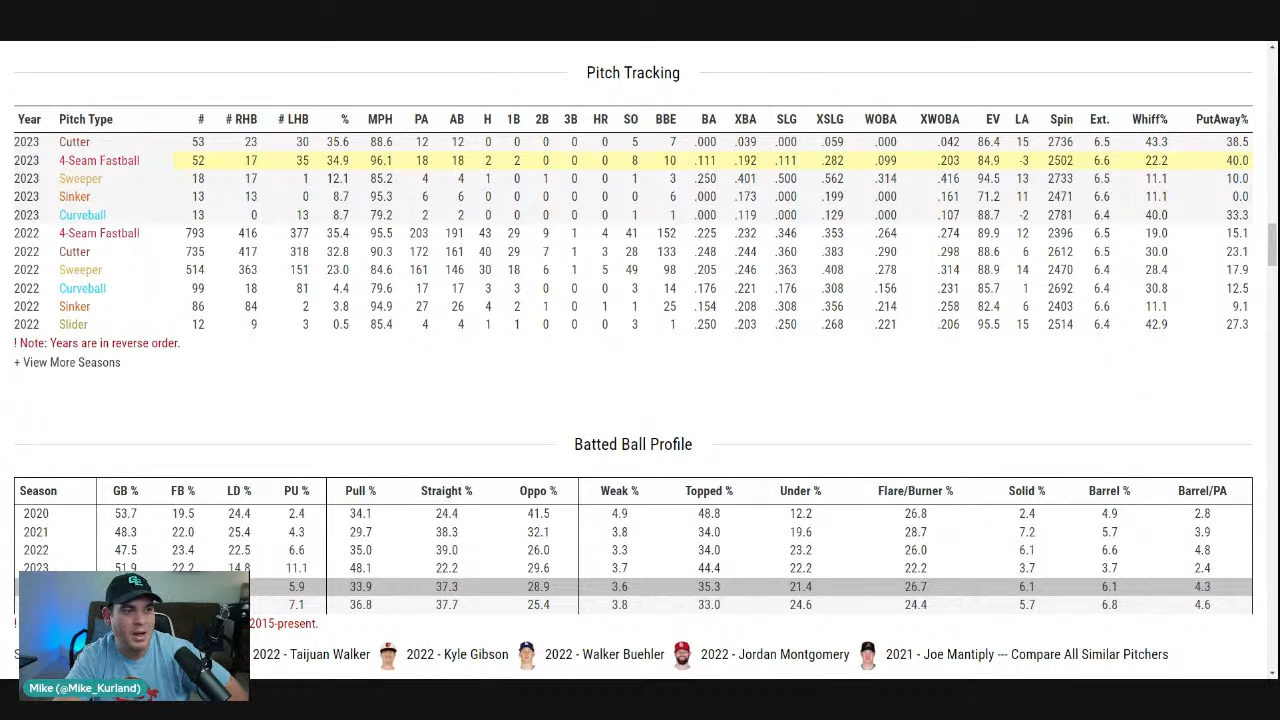 Pitch Tracking
Year Pitch Type # # RHB # LHB % MPH PA AB H 1B 2B 3B HR SO BBE BA XBA SLG XSLG WOBA XWOBA EV LA Spin Ext. Whiff% PutAway%
2023 Cutter 53 23 30 35.6 88.6 12 12 0 0 0 0 0 5 7 .000 .039 .000 .059 .000 .042 86.4 15 2736 6.5 43.3 38.5
2023 4-Seam Fastball 52 17 35 34.9 96.1 18 18 2 2 0 0 0 8 10 .111 .192 .111 .282 .099 .203 84.9 -3 2502 6.6 22.2 40.0
2023 Sweeper 18 17 1 12.1 85.2 4 4 1 0 1 0 0 1 3 .250 .401 .500 .562 .314 .416 94.5 13 2733 6.5 11.1 10.0
2023 Sinker 13 13 0 8.7 95.3 6 6 0 0 0 0 0 0 6 .000 .173 .000 .199 .000 .161 71.2 11 2471 6.6 11.1 0.0
2023 Curveball 13 0 13 8.7 79.2 2 2 0 0 0 0 0 1 1 .000 .119 .000 .129 .000 .107 88.7 -2 2781 6.4 40.0 33.3
2022 4-Seam Fastball 793 416 377 35.4 95.5 203 191 43 29 9 1 4 41 152 .225 .232 .346 .353 .264 .274 89.9 12 2396 6.5 19.0 15.1
2022 Cutter 735 417 318 32.8 90.3 172 161 40 29 7 1 3 28 133 .248 .244 .360 .383 .290 .298 88.6 6 2612 6.5 30.0 23.1
2022 Sweeper 514 363 151 23.0 84.6 161 146 30 18 6 1 5 49 98 .205 .246 .363 .408 .278 .314 88.9 14 2470 6.4 28.4 17.9
2022 Curveball 99 18 81 4.4 79.6 17 17 3 3 0 0 0 3 14 .176 .221 .176 .308 .156 .231 85.7 1 2692 6.4 30.8 12.5
2022 Sinker 86 84 2 3.8 94.9 27 26 4 2 1 0 1 1 25 .154 .208 .308 .356 .214 .258 82.4 6 2403 6.6 11.1 9.1
2022 Slider 12 9 3 0.5 85.4 4 4 1 1 0 0 0 3 1 .250 .203 .250 .268 .221 .206 95.5 15 2514 6.4 42.9 27.3
! Note: Years are in reverse order.
+ View More Seasons
Batted Ball Profile
Season GB % FB % LD % PU % Pull % Straight % Oppo % Weak % Topped % Under % Flare/Burner % Solid % Barrel % Barrel/PA
2020 53.7 19.5 24.4 2.4 34.1 24.4 41.5 4.9 48.8 12.2 26.8 2.4 4.9 2.8
2021 48.3 22.0 25.4 4.3 29.7 38.3 32.1 3.8 34.0 19.6 28.7 7.2 5.7 3.9
2022 47.5 23.4 22.5 6.6 35.0 39.0 26.0 3.3 34.0 23.2 26.0 6.1 6.6 4.8
2023 51.9 22.2 14.8 11.1 48.1 22.2 29.6 3.7 44.4 22.2 22.2 3.7 3.7 2.4
5.9 33.9 37.3 28.9 3.6 35.3 21.4 26.7 6.1 6.1 4.3
7.1 36.8 37.7 25.4 3.8 33.0 24.6 24.4 5.7 6.8 4.6
! 2015-present.
2022 - Taijuan Walker 2022 - Kyle Gibson 2022 - Walker Buehler 2022 - Jordan Montgomery 2021 - Joe Mantiply --- Compare All Similar Pitchers
Mike (@Mike_Kurland)